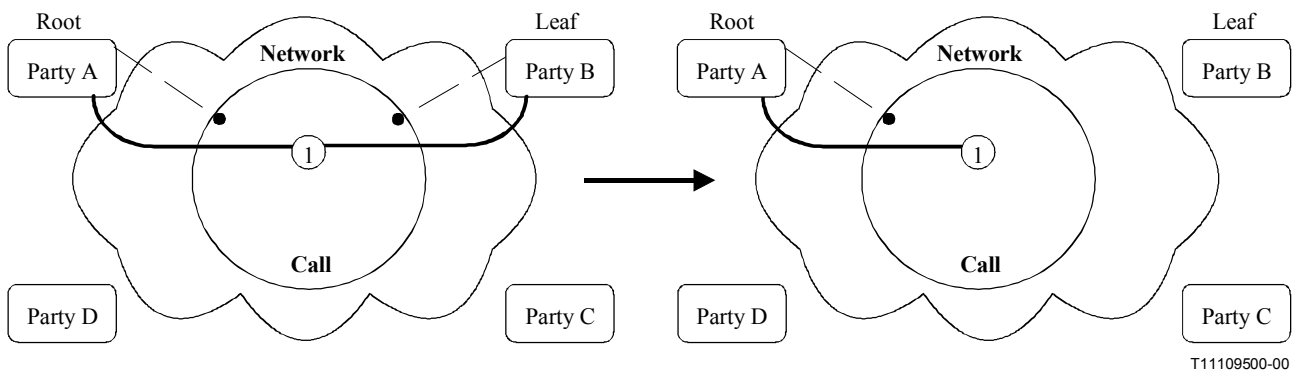 Root
Leaf
Party A
Network
Party B
1
Call
Party D
Party C
Root
Leaf
Party A
Network
Party B
1
Call
Party D
Party C
T11109500-00